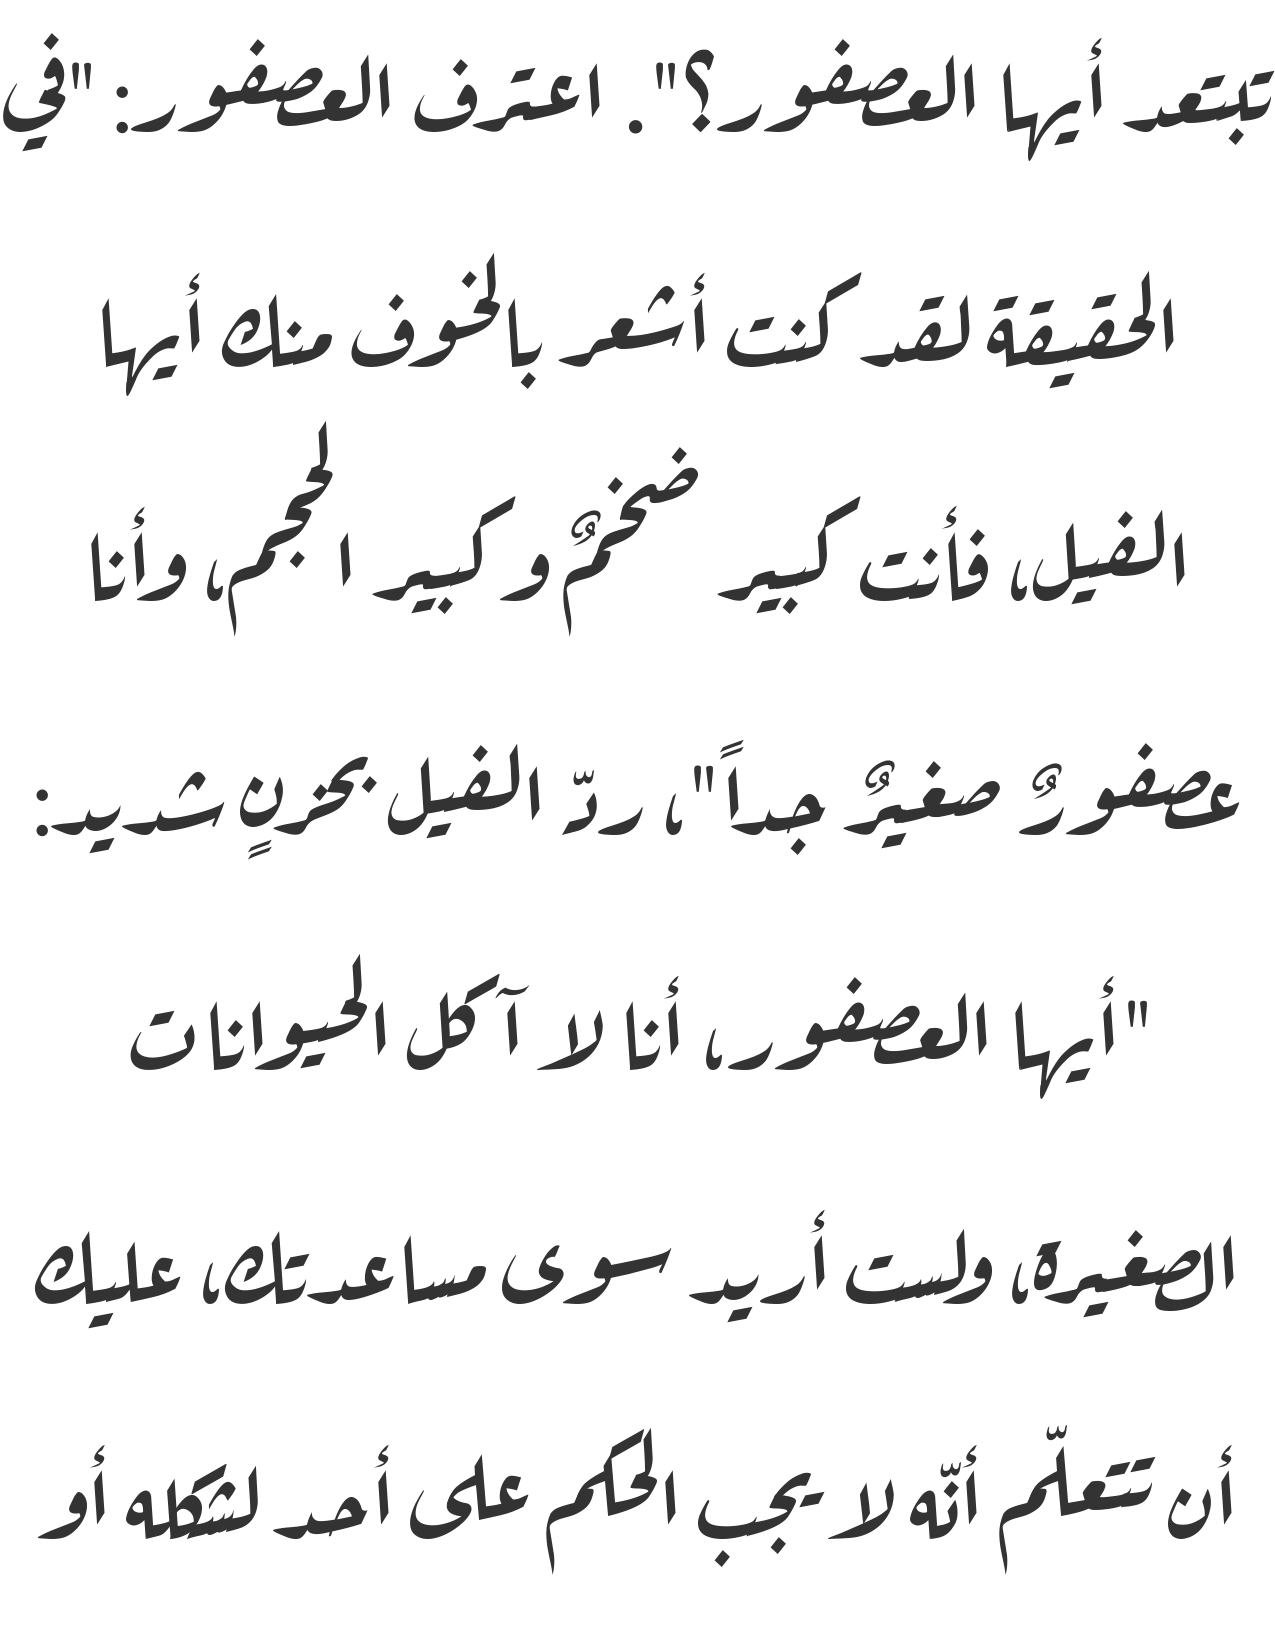 تبتعد أيها العصفور؟". اعترف العصفور: "في
الحقيقة لقد كنت أشعر بالخوف منك أيها
الفيل، فأنت كبير ضخمٌ وكبير الحجم، وأنا
عصفورٌ صغيرٌ جداً"، ردّ الفيل بحزنٍ شديد:
"أيها العصفور، أنا لا آكل الحيوانات
الصغيرة، ولست أريد سوى مساعدتك، عليك
أن تتعلّم أنّه لا يجب الحكم على أحد لشكله أو